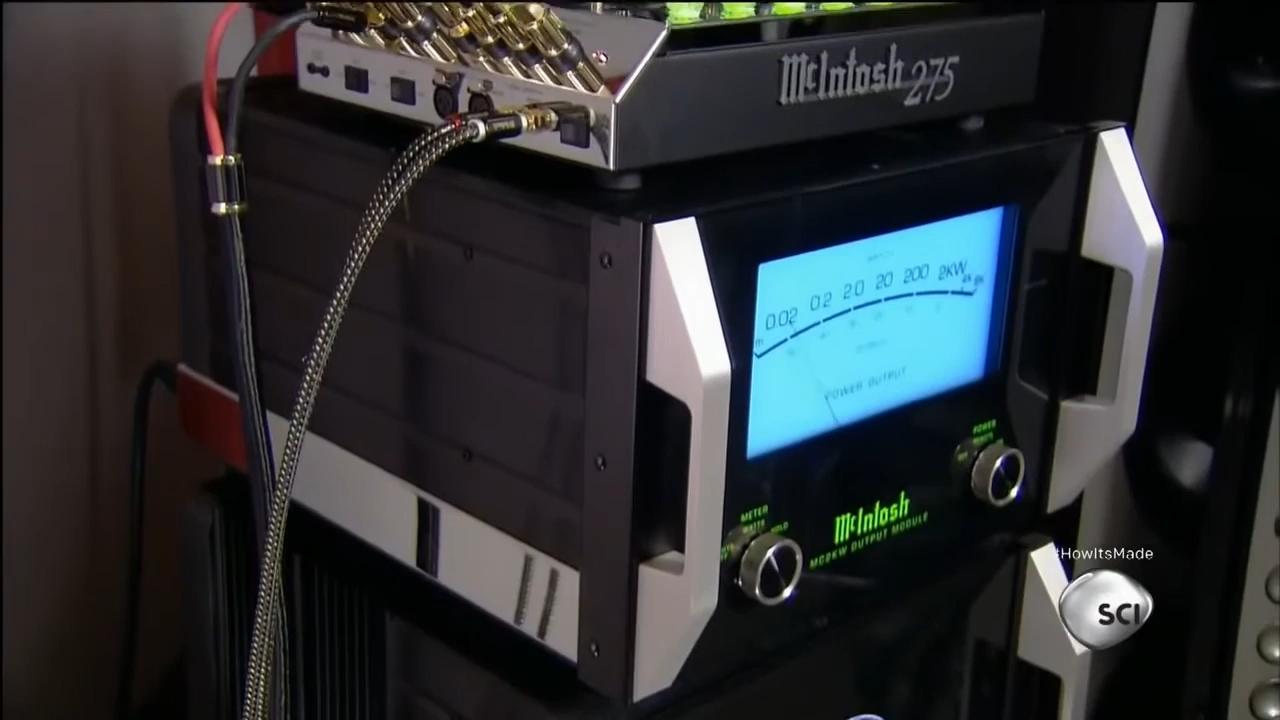 McIntosh 275
0.02 0.2 2.0 20 200 2KW
POWER OUTPUT
POWER
METER
WATTS
HOLD
McIntosh
MC2KW OUTPUT MODULE
#HowItsMade
SCI